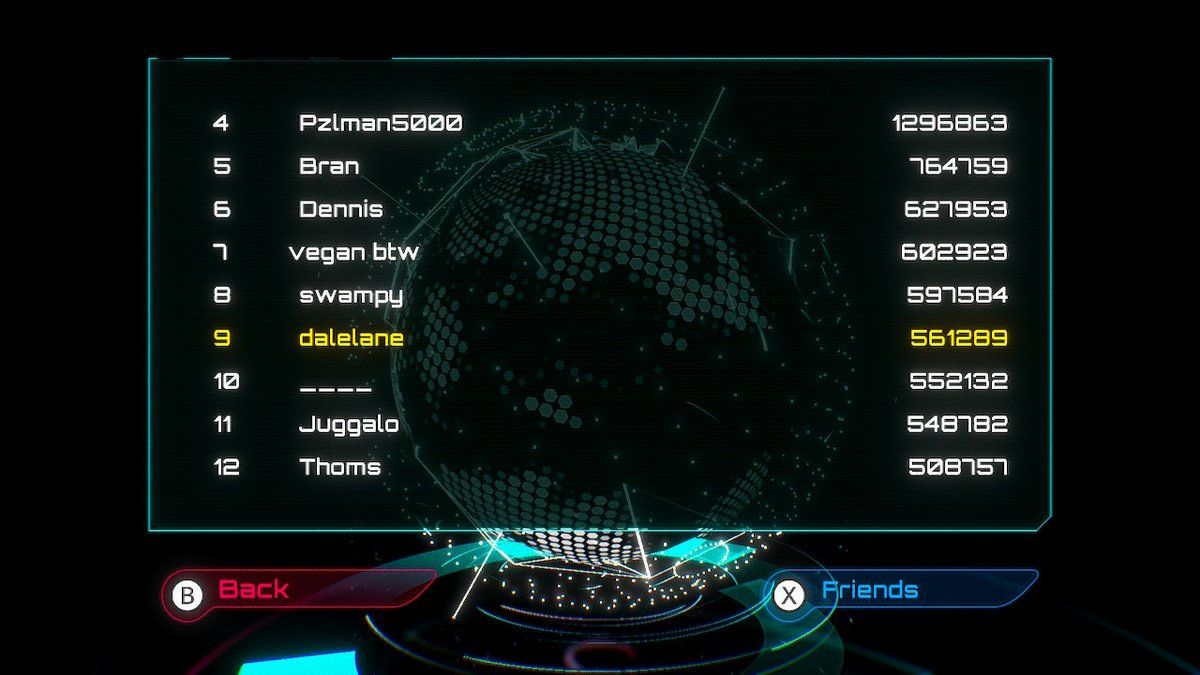 4 Pzlman5000 1296863
5 Bran 764759
6 Dennis 627953
7 vegan btw 602923
8 swampy 597584
9 dalelane 561289
10 ____ 552132
11 Juggalo 548782
12 Thoms 508757
B Back X Friends